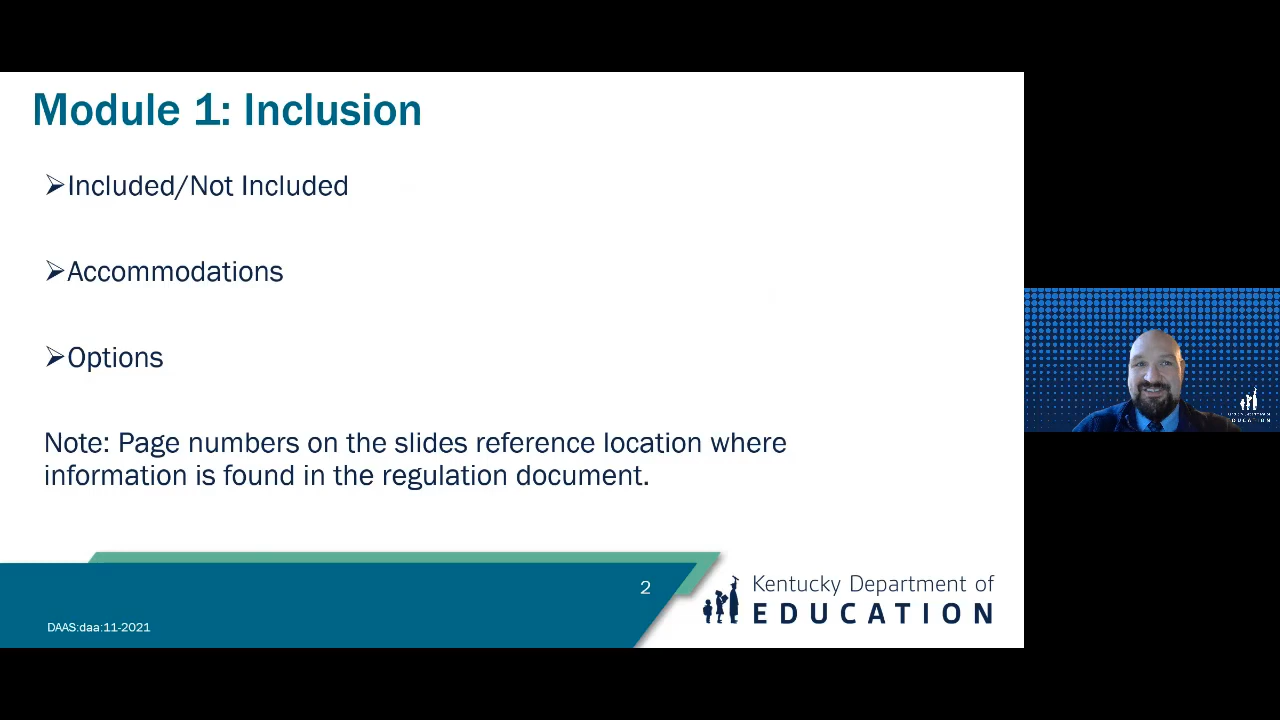 Module 1: Inclusion
➢Included/Not Included
➢Accommodations
➢Options
Note: Page numbers on the slides reference location where
information is found in the regulation document.
2
DAAS:daa:11-2021
Kentucky Department of
EDUCATION
EDUCATION